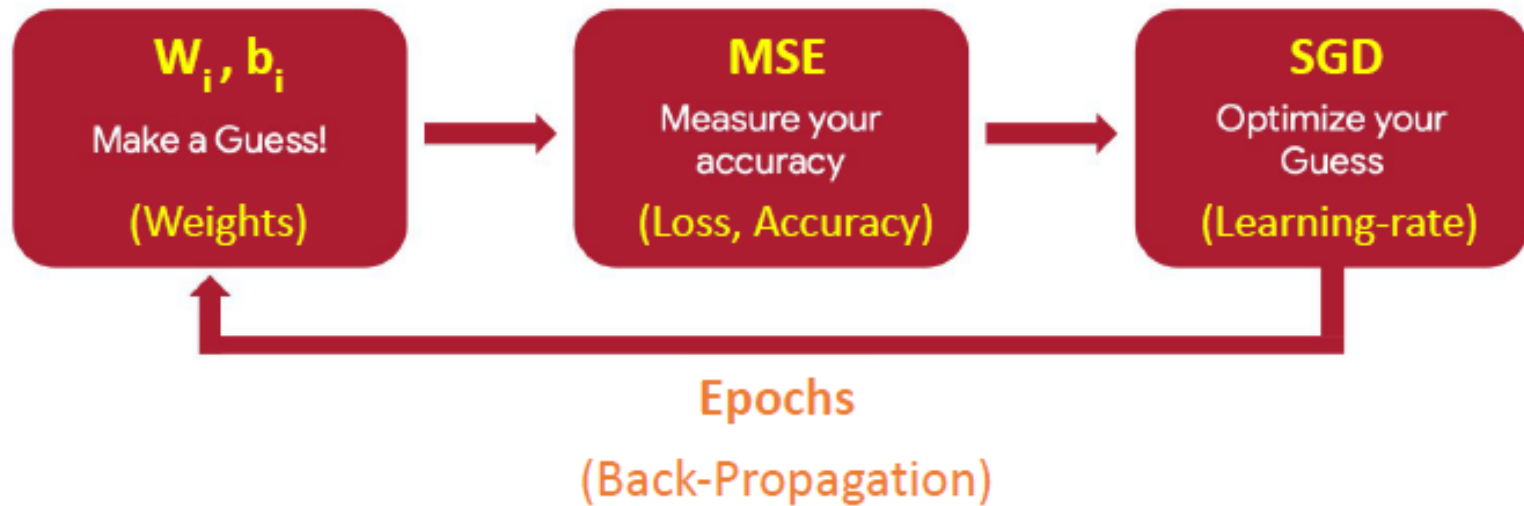 Wi, bi
Make a Guess!
(Weights)
MSE
Measure your
accuracy
(Loss, Accuracy)
SGD
Optimize your
Guess
(Learning-rate)
Epochs
(Back-Propagation)